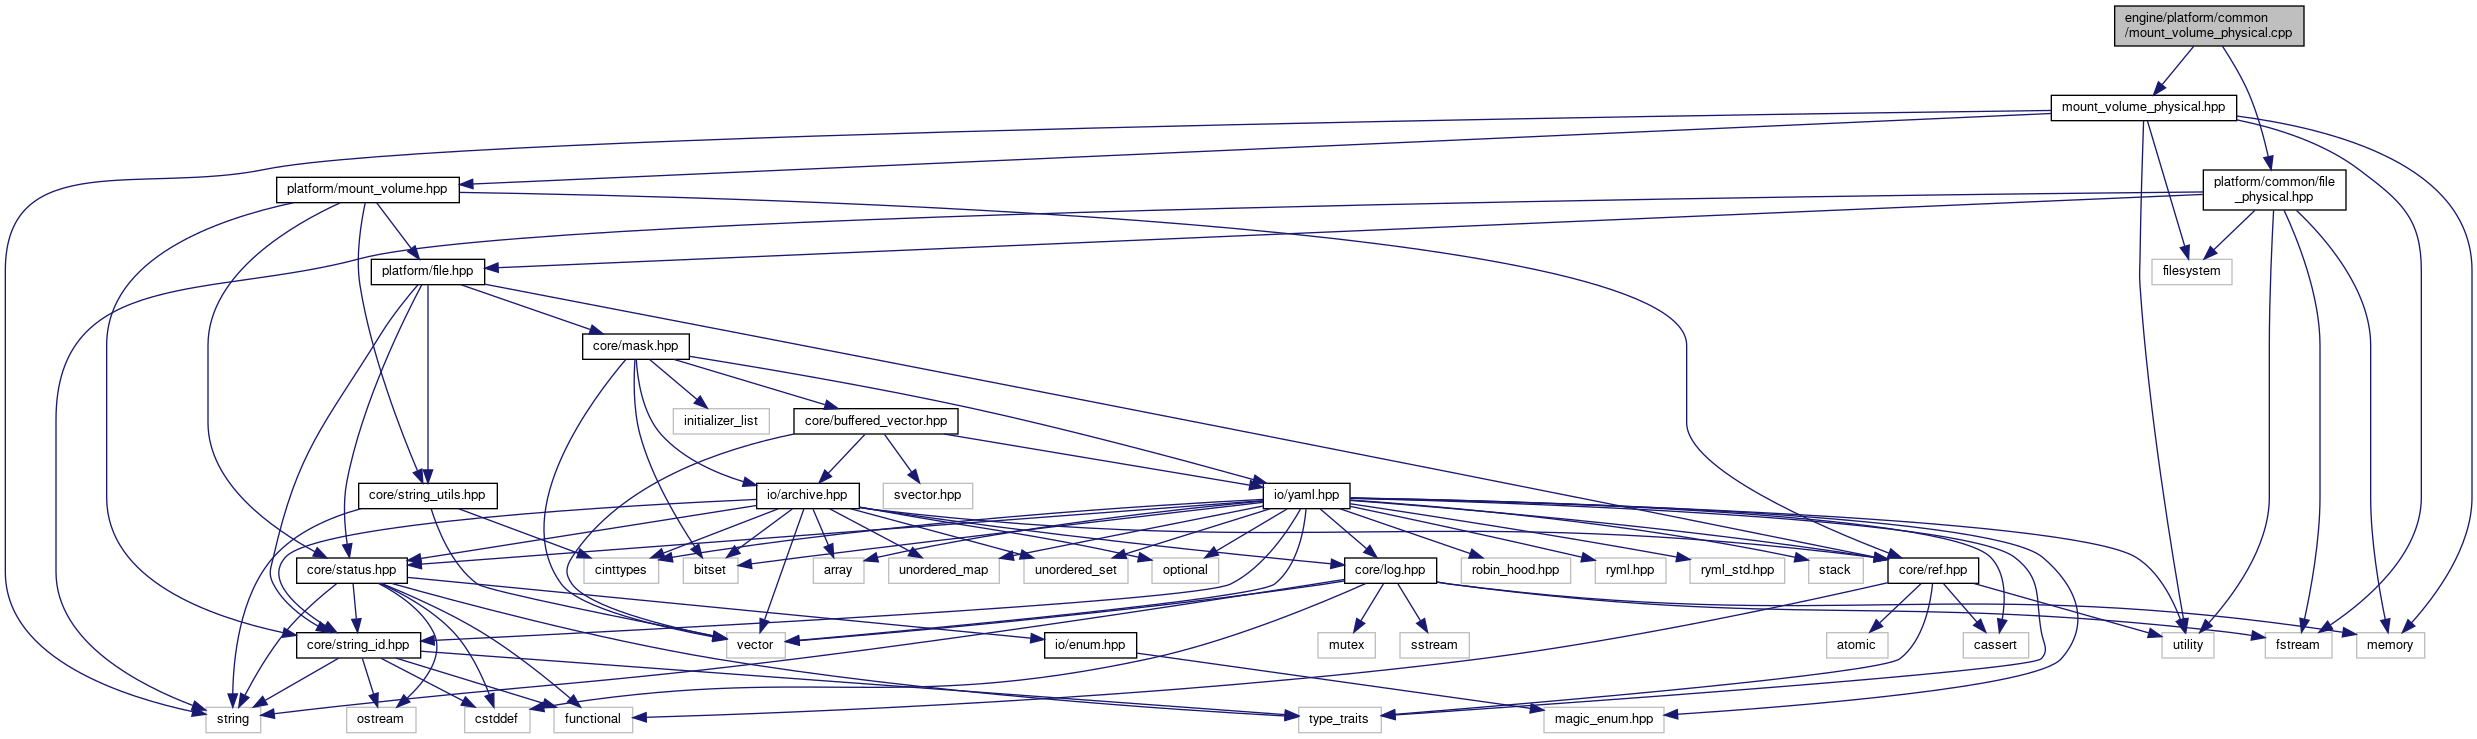 engine/platform/common
/mount_volume_physical.cpp
mount_volume_physical.hpp
platform/mount_volume.hpp
platform/common/file
_physical.hpp
platform/file.hpp
filesystem
core/mask.hpp
initializer_list
core/buffered_vector.hpp
core/string_utils.hpp
io/archive.hpp
svector.hpp
io/yaml.hpp
core/status.hpp
cinttypes
bitset
array
unordered_map
unordered_set
optional
core/log.hpp
robin_hood.hpp
ryml.hpp
ryml_std.hpp
stack
core/ref.hpp
core/string_id.hpp
vector
io/enum.hpp
mutex
sstream
atomic
cassert
utility
fstream
memory
string
ostream
cstddef
functional
type_traits
magic_enum.hpp